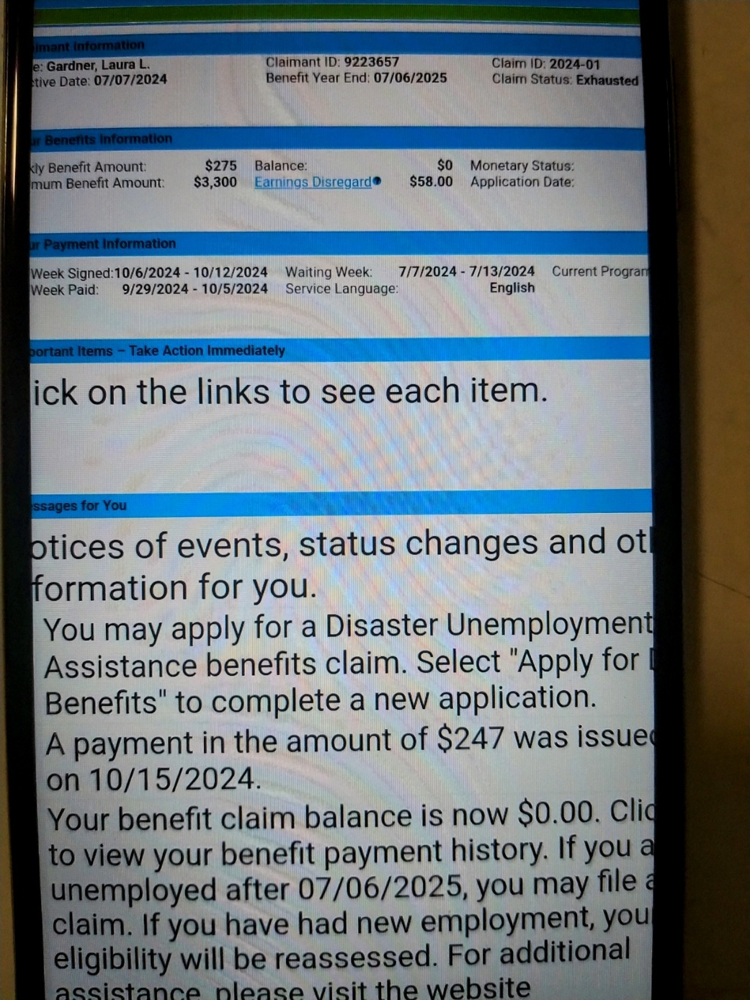 imant Information
e: Gardner, Laura L. Claimant ID: 9223657 Claim ID: 2024-01
tive Date: 07/07/2024 Benefit Year End: 07/06/2025 Claim Status: Exhausted
ur Benefits Information
kly Benefit Amount: $275 Balance: $0 Monetary Status:
mum Benefit Amount: $3,300 Earnings Disregard $58.00 Application Date:
ur Payment Information
Week Signed: 10/6/2024 - 10/12/2024 Waiting Week: 7/7/2024 - 7/13/2024 Current Program
Week Paid: 9/29/2024 - 10/5/2024 Service Language: English
portant Items – Take Action Immediately
ick on the links to see each item.
ssages for You
otices of events, status changes and oth
formation for you.
You may apply for a Disaster Unemployment
Assistance benefits claim. Select "Apply for D
Benefits" to complete a new application.
A payment in the amount of $247 was issued
on 10/15/2024.
Your benefit claim balance is now $0.00. Clic
to view your benefit payment history. If you a
unemployed after 07/06/2025, you may file a
claim. If you have had new employment, you
eligibility will be reassessed. For additional
assistance, please visit the website